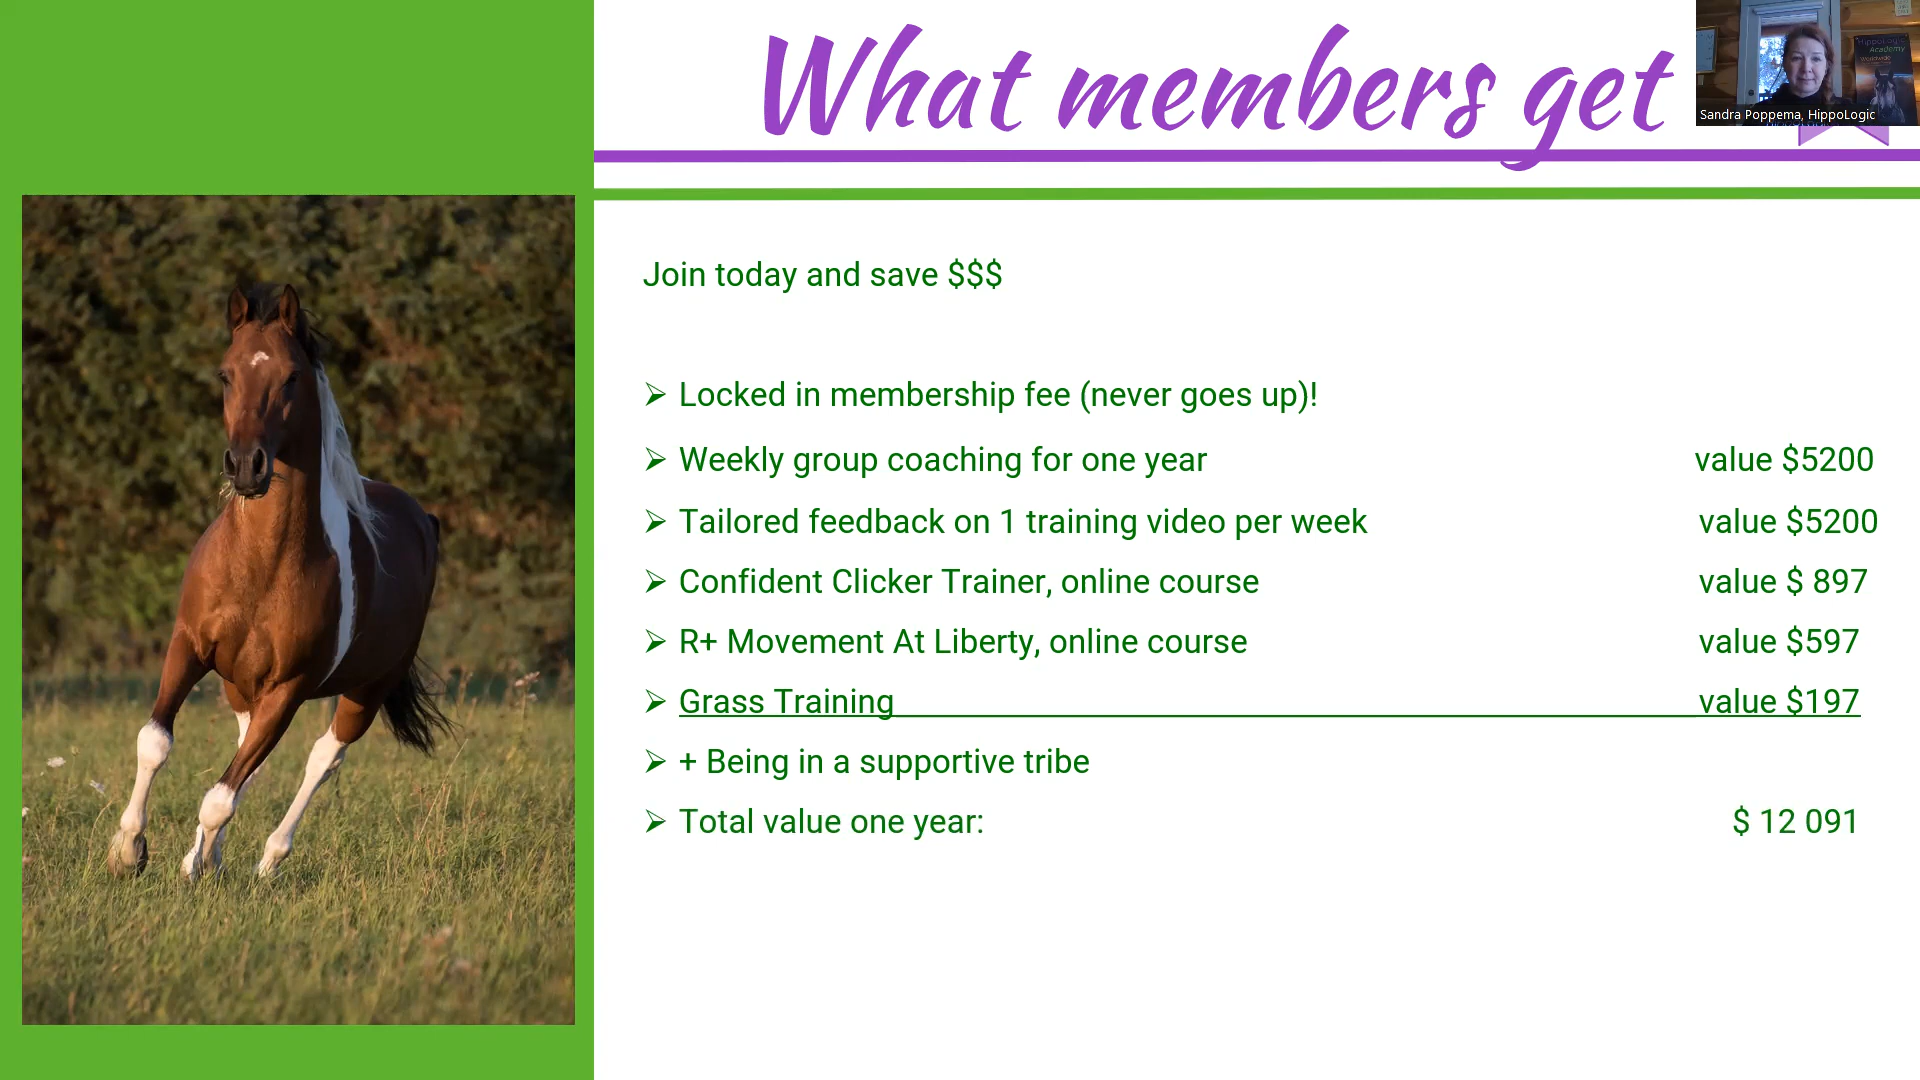 What members get
Sandra Poppema, HippoLogic
HippoLogic
Academy
Join today and save $$$
➢ Locked in membership fee (never goes up)!
➢ Weekly group coaching for one year value $5200
➢ Tailored feedback on 1 training video per week value $5200
➢ Confident Clicker Trainer, online course value $ 897
➢ R+ Movement At Liberty, online course value $597
➢ Grass Training value $197
➢ + Being in a supportive tribe
➢ Total value one year: $ 12 091